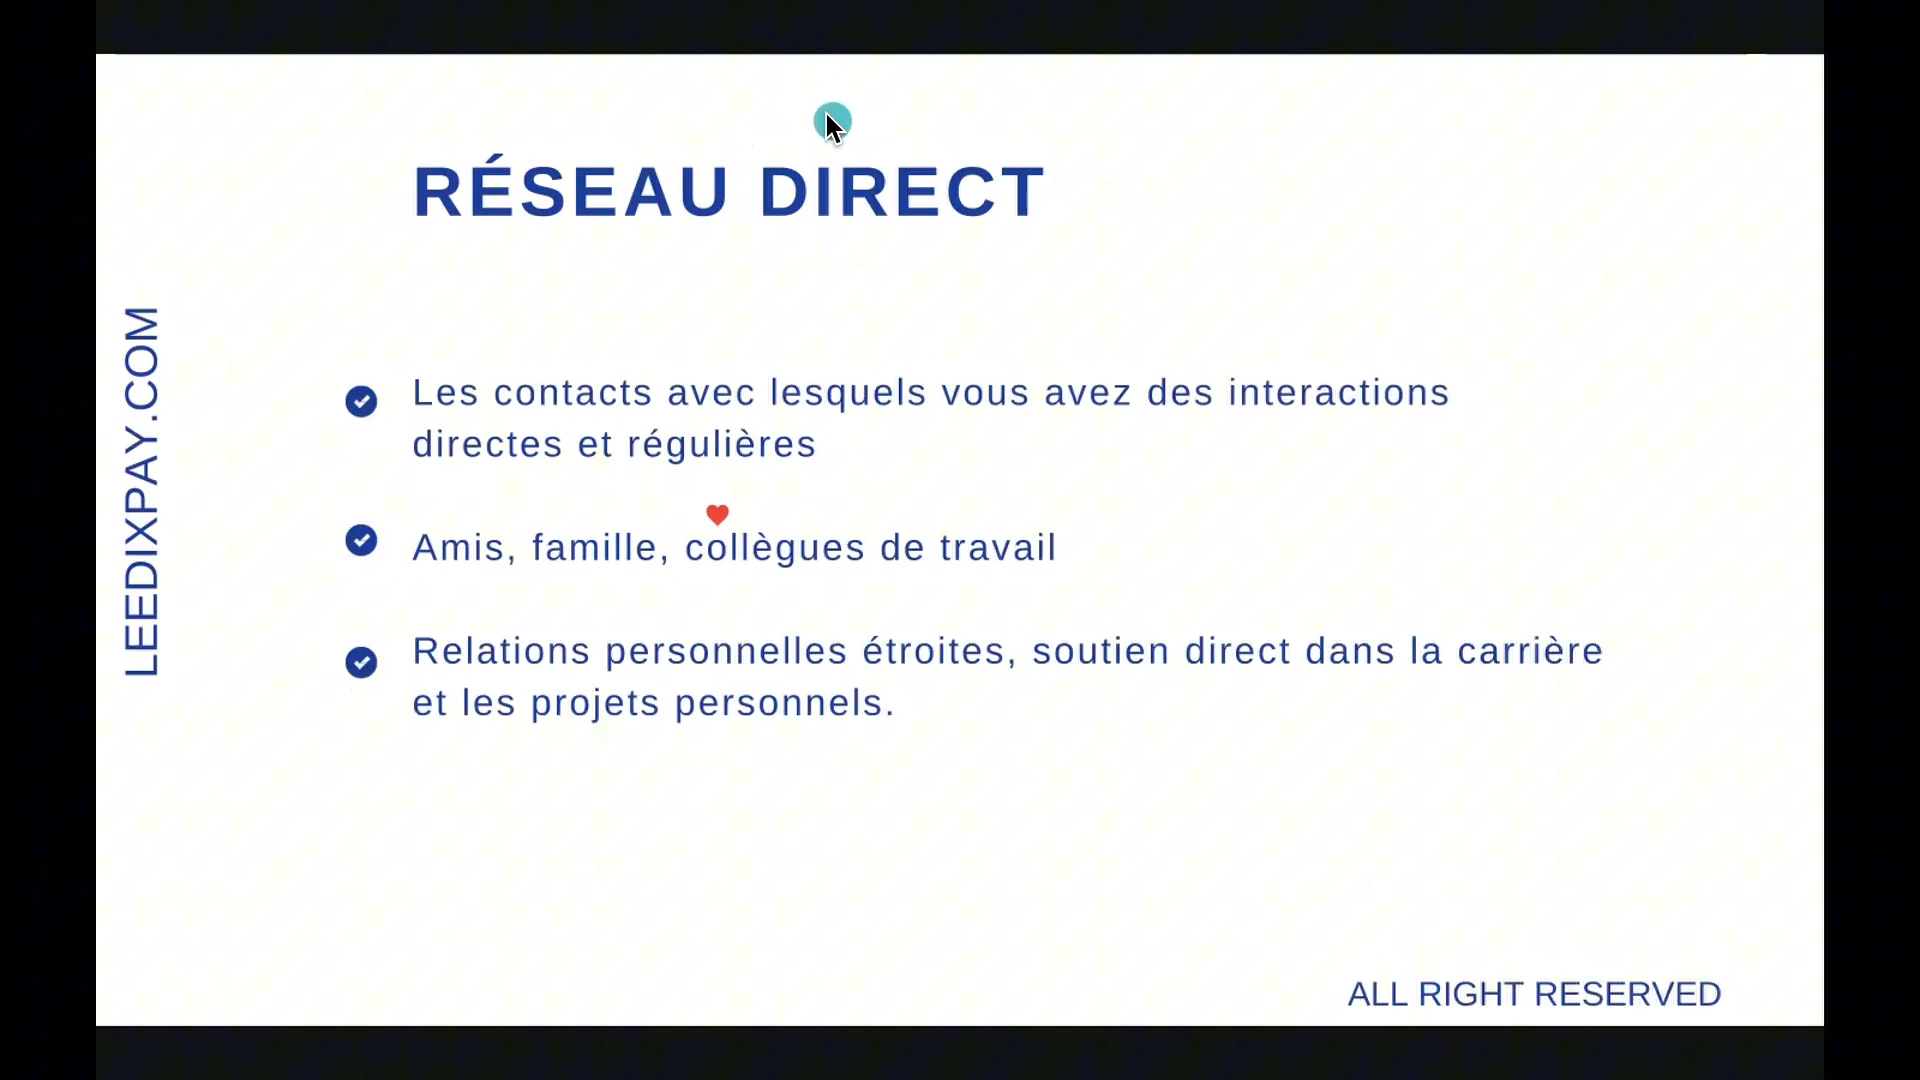 RÉSEAU DIRECT
LEEDIXPAY.COM
Les contacts avec lesquels vous avez des interactions
directes et régulières
Amis, famille, collègues de travail
Relations personnelles étroites, soutien direct dans la carrière
et les projets personnels.
ALL RIGHT RESERVED